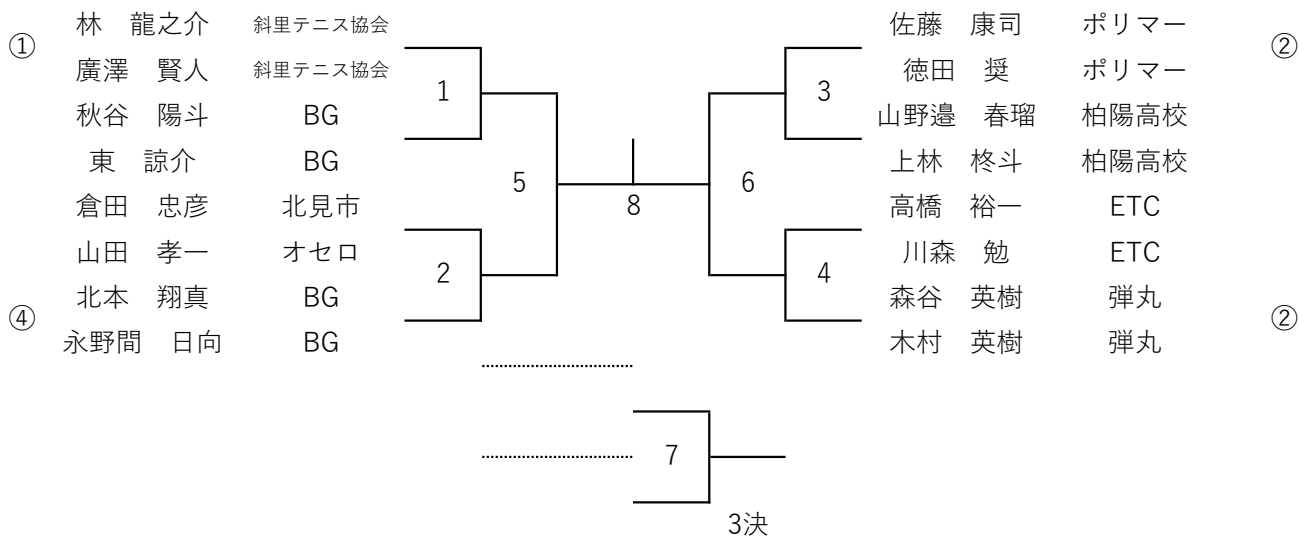 ①
林　龍之介　斜里テニス協会
廣澤　賢人　斜里テニス協会
秋谷　陽斗　BG
東　諒介　BG
倉田　忠彦　北見市
山田　孝一　オセロ
④
北本　翔真　BG
永野間　日向　BG
1
2
5
8
6
3
4
佐藤　康司　ポリマー
②
徳田　奨　ポリマー
山野邉　春瑠　柏陽高校
上林　柊斗　柏陽高校
高橋　裕一　ETC
川森　勉　ETC
森谷　英樹　弾丸
②
木村　英樹　弾丸
7
3決